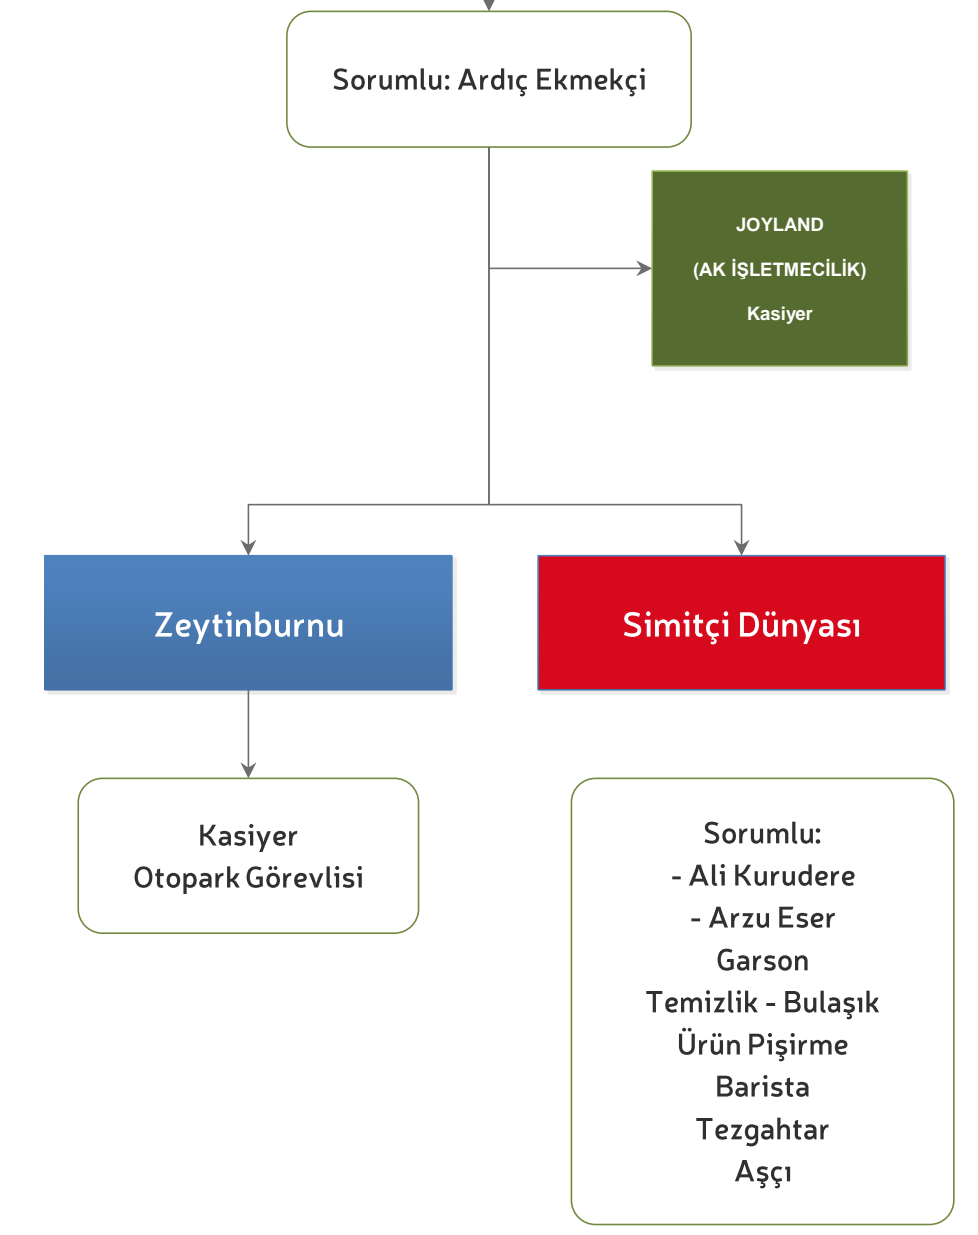 Sorumlu: Ardıç Ekmekçi
JOYLAND
(AK İŞLETMECİLİK)
Kasiyer
Zeytinburnu
Simitçi Dünyası
Kasiyer
Otopark Görevlisi
Sorumlu:
- Ali Kurudere
- Arzu Eser
Garson
Temizlik - Bulaşık
Ürün Pişirme
Barista
Tezgahtar
Aşçı